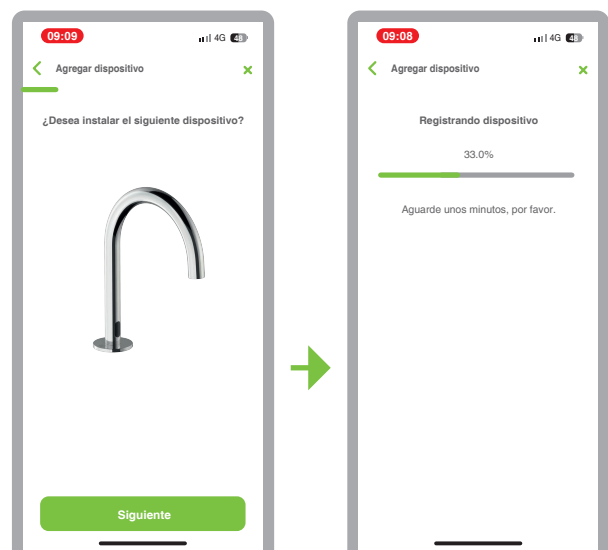 09:09
4G 48
Agregar dispositivo
¿Desea instalar el siguiente dispositivo?
Siguiente
09:08
4G 48
Agregar dispositivo
Registrando dispositivo
33.0%
Aguarde unos minutos, por favor.